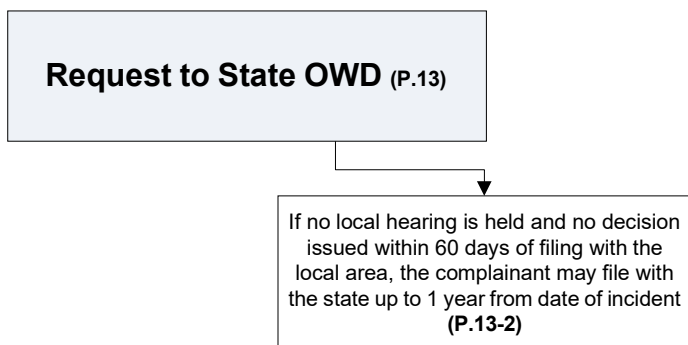 Request to State OWD (P.13)
If no local hearing is held and no decision
issued within 60 days of filing with the
local area, the complainant may file with
the state up to 1 year from date of incident
(P.13-2)